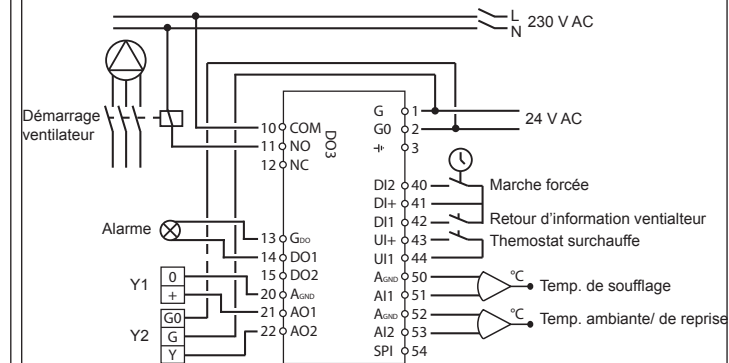 L
N
230 V AC
Démarrage
ventilateur
10 COM
11 NO
12 NC
DO3
G 1
G0 2
3
24 V AC
DI2 40
Marche forcée
DI+ 41
DI1 42
Retour d’information ventialteur
UI+ 43
Themostat surchauffe
UI1 44
Alarme
13 GDO
14 DO1
15 DO2
20 AGND
21 AO1
22 AO2
AGND 50
AI1 51
°C
Temp. de soufflage
AGND 52
AI2 53
°C
Temp. ambiante/ de reprise
SPI 54
Y1
0
+
Y2
G0
G
Y